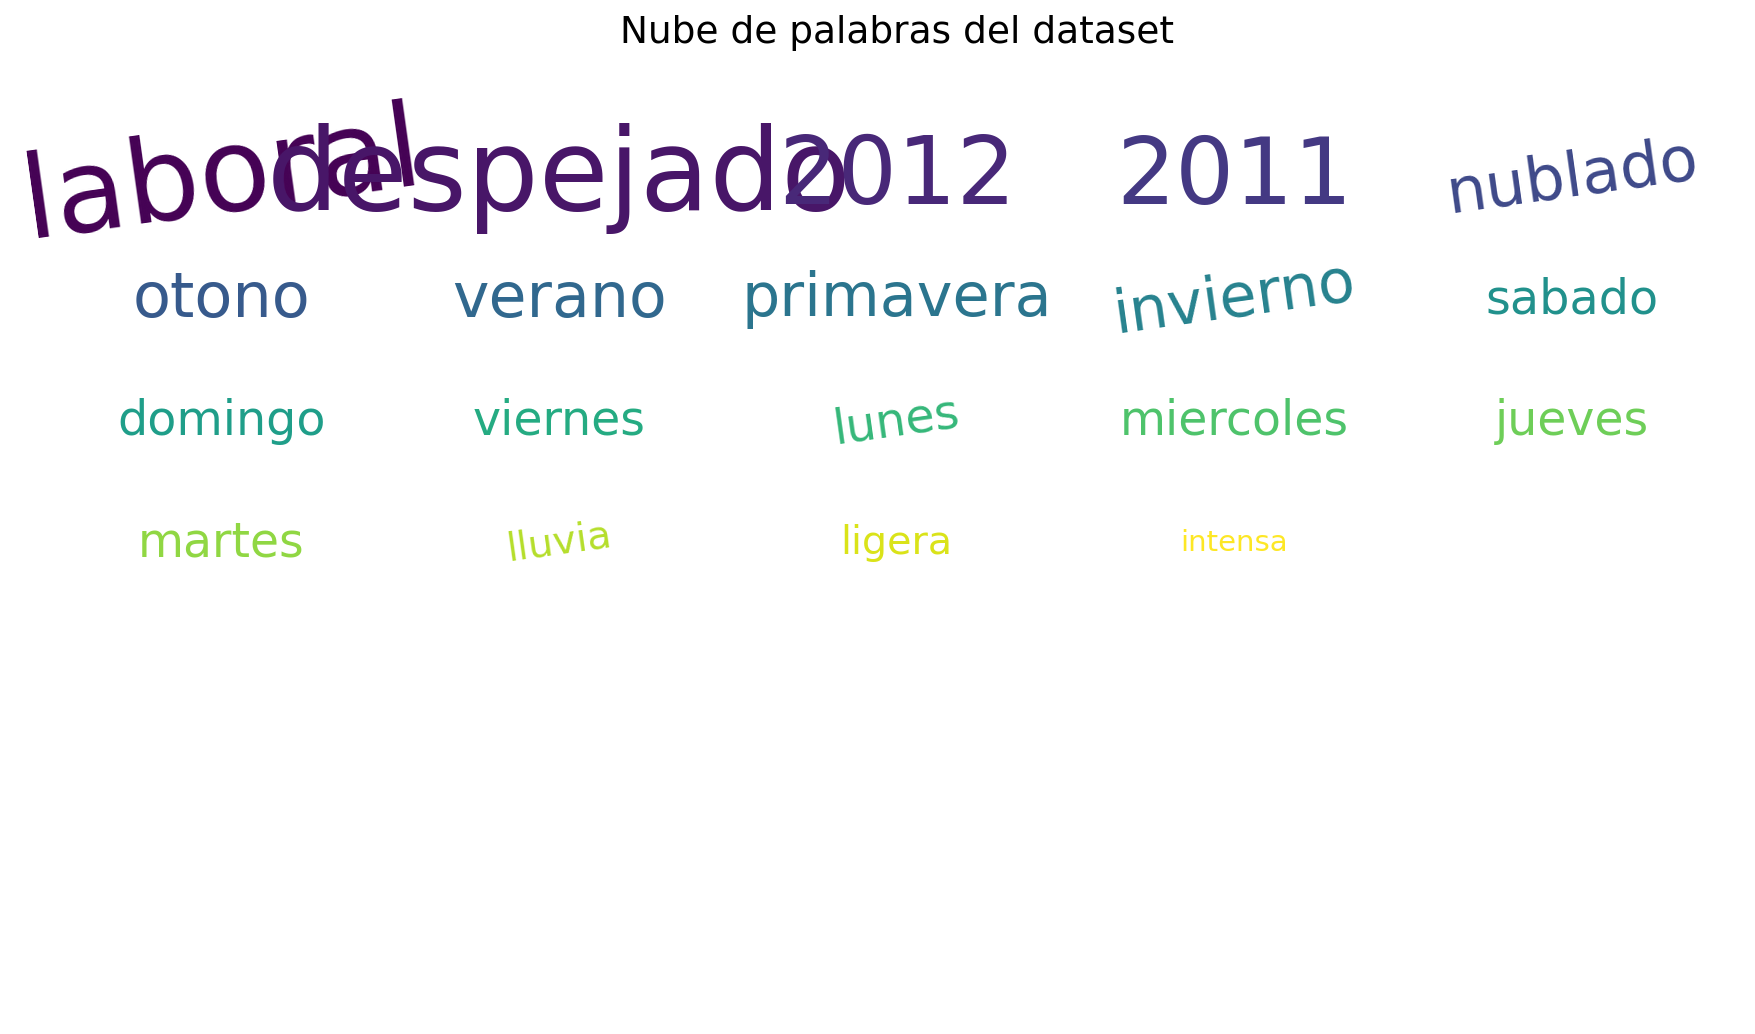 Nube de palabras del dataset
laboral despejado 2012 2011 nublado
otono verano primavera invierno sabado
domingo viernes lunes miercoles jueves
martes lluvia ligera intensa